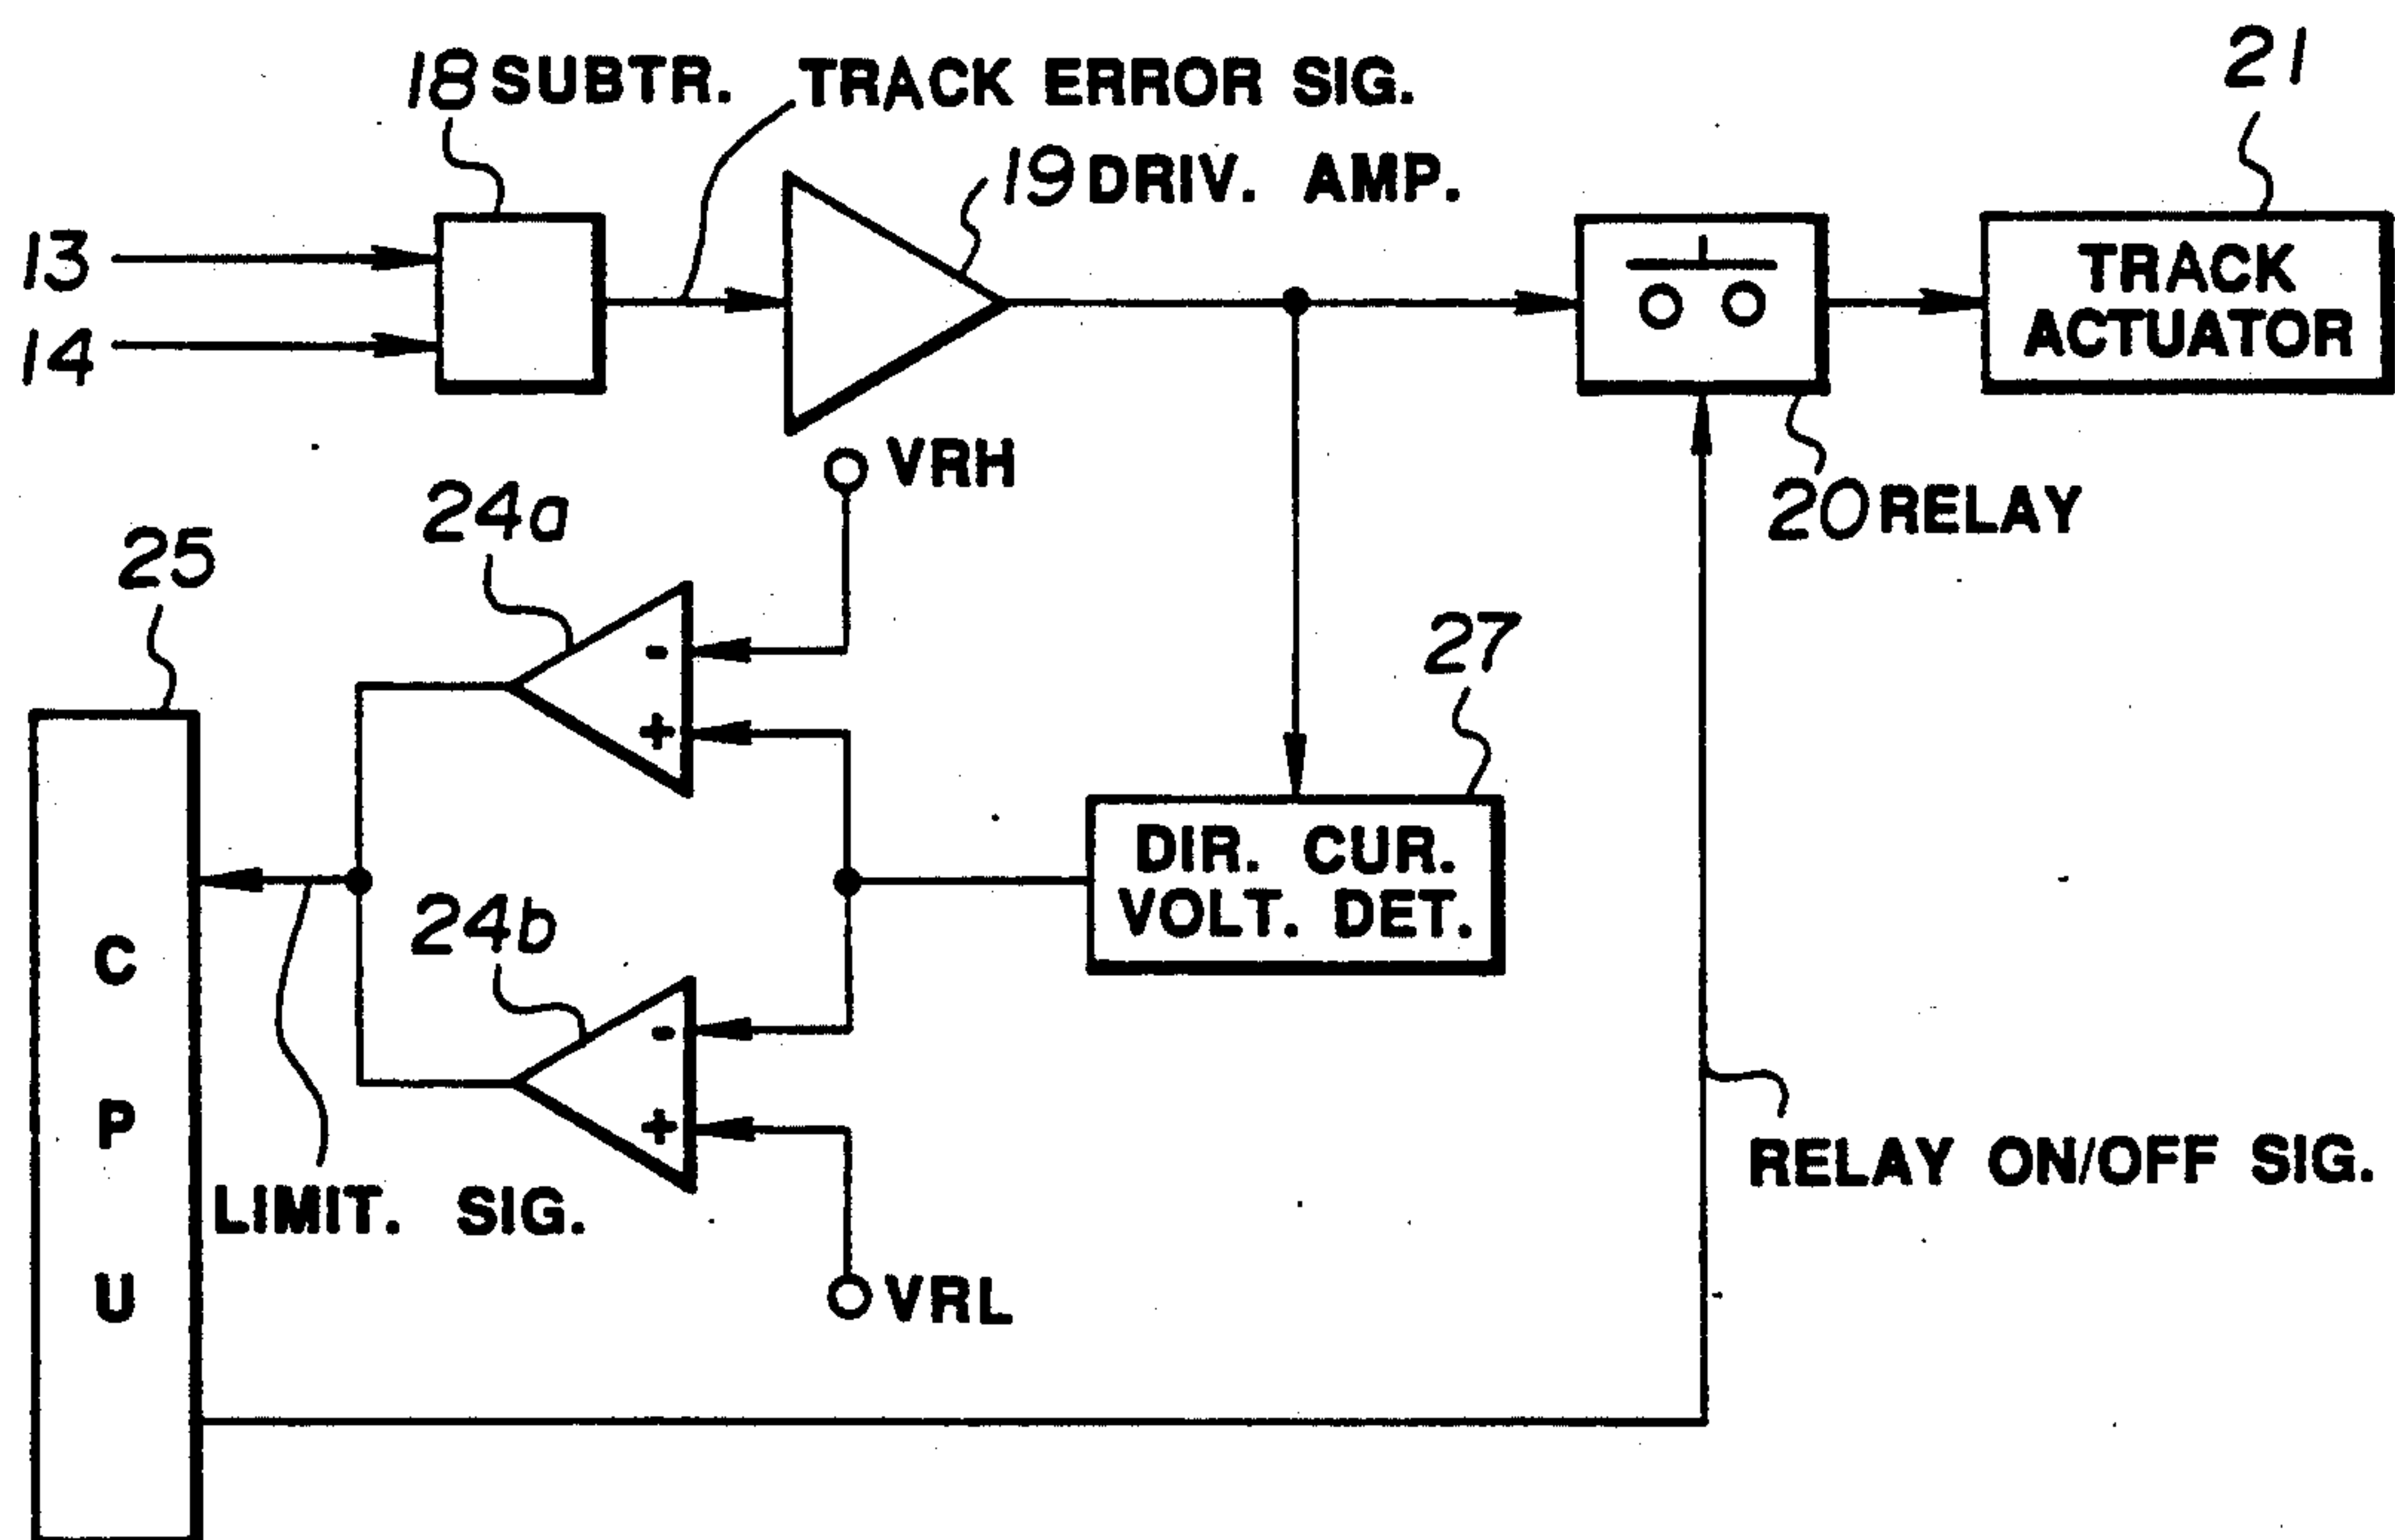 18 SUBTR.
TRACK ERROR SIG.
21
19 DRIV. AMP.
13
14
TRACK
ACTUATOR
VRH
20 RELAY
24a
25
27
-
+
DIR. CUR.
VOLT. DET.
24b
C
P
U
-
+
RELAY ON/OFF SIG.
LIMIT. SIG.
VRL